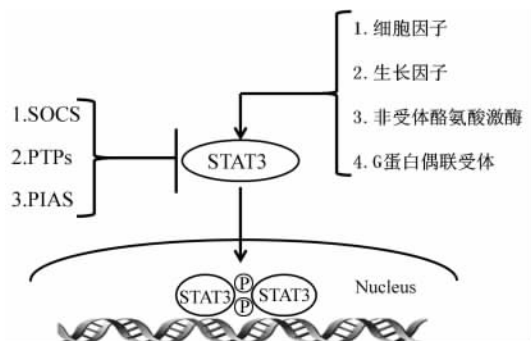 1. 细胞因子
2. 生长因子
3. 非受体酪氨酸激酶
4. G蛋白偶联受体
1.SOCS
2.PTPs
3.PIAS
STAT3
STAT3
P
P
STAT3
Nucleus